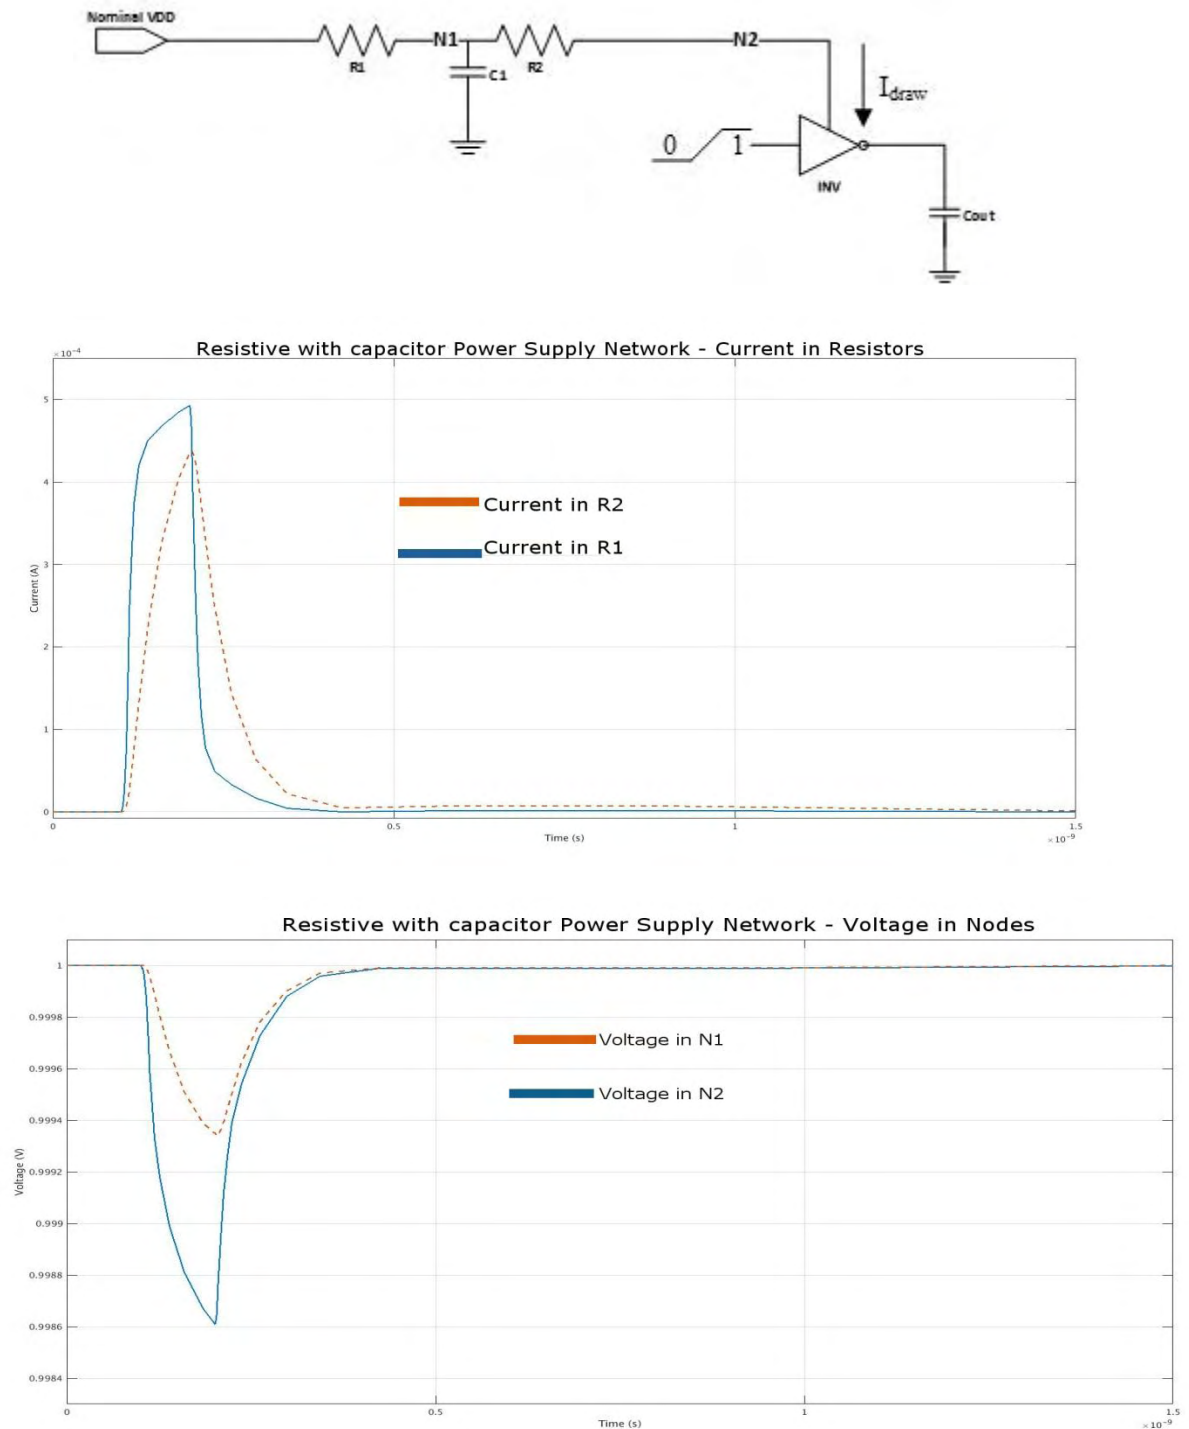 Nominal VDD
R1
N1
C1
R2
N2
I_draw
0 1
INV
Cout
Resistive with capacitor Power Supply Network - Current in Resistors
×10⁻⁴
5
4
3
2
1
0
Current (A)
Current in R2
Current in R1
0 0.5 1 1.5
Time (s)
×10⁻⁹
Resistive with capacitor Power Supply Network - Voltage in Nodes
1
0.9998
0.9996
0.9994
0.9992
0.999
0.9988
0.9986
0.9984
Voltage (V)
Voltage in N1
Voltage in N2
0 0.5 1 1.5
Time (s)
×10⁻⁹